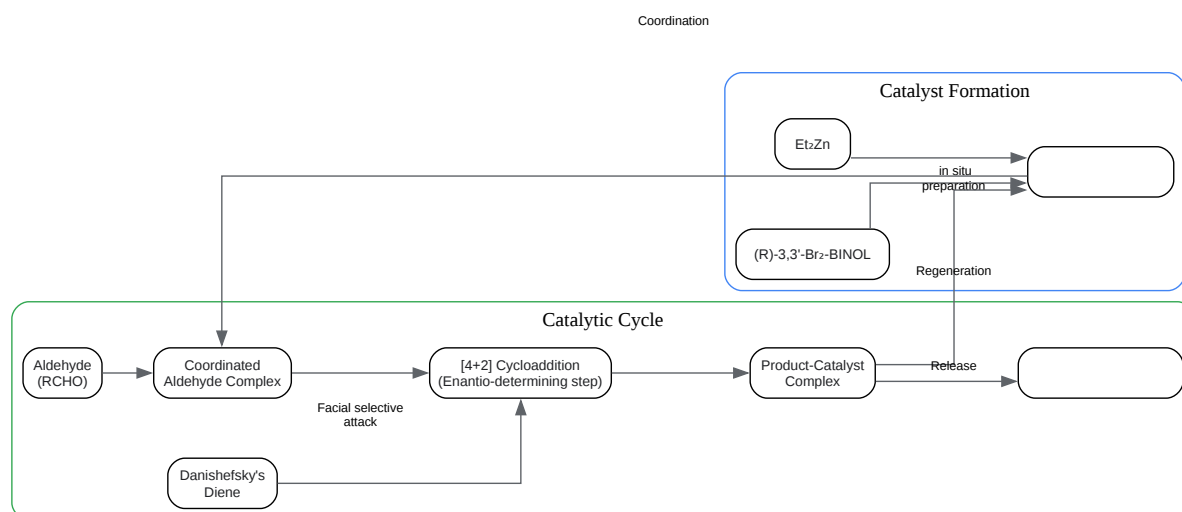 Coordination
Catalyst Formation
Et₂Zn
in situ
preparation
(R)-3,3'-Br₂-BINOL
Regeneration
Catalytic Cycle
Aldehyde
(RCHO)
Coordinated
Aldehyde Complex
[4+2] Cycloaddition
(Enantio-determining step)
Product-Catalyst
Complex
Release
Facial selective
attack
Danishefsky's
Diene